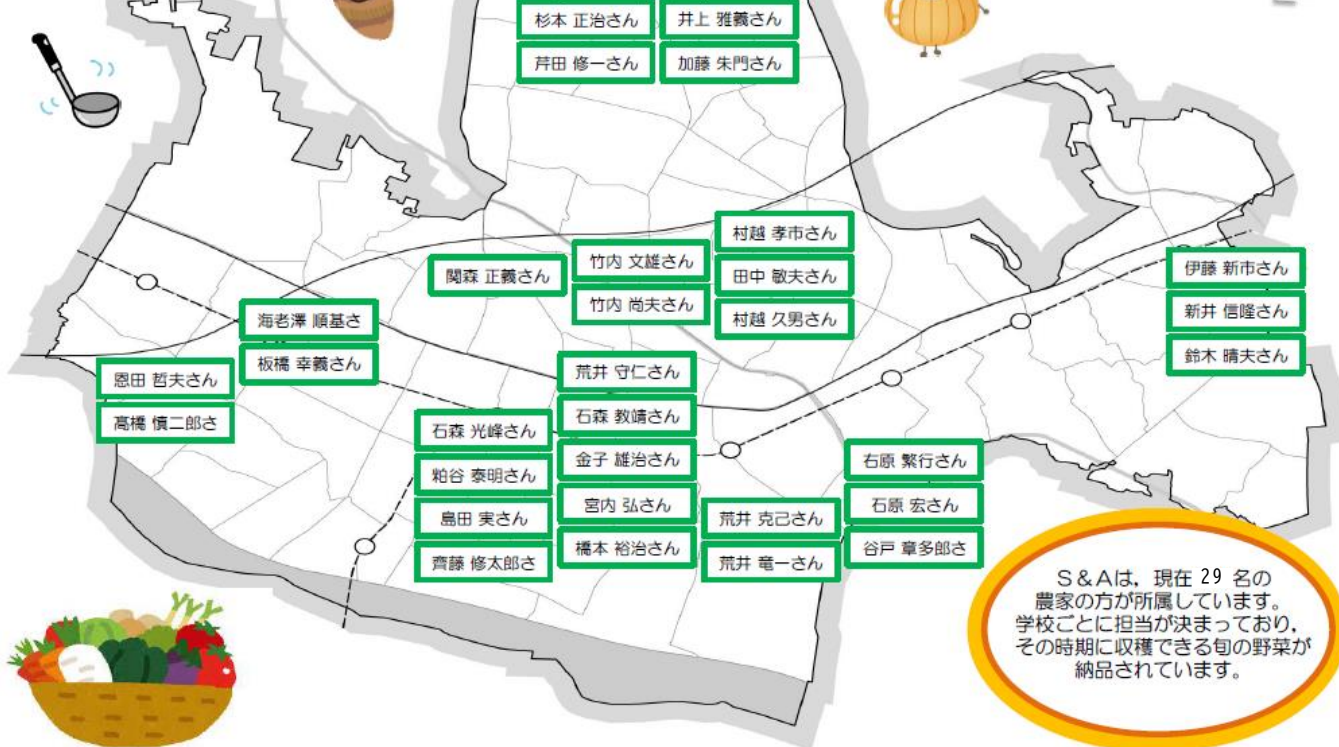 杉本 正治さん
井上 雅義さん
芹田 修一さん
加藤 朱門さん
村越 孝市さん
竹内 文雄さん
関森 正義さん
田中 敏夫さん
竹内 尚夫さん
村越 久男さん
伊藤 新市さん
新井 信隆さん
鈴木 晴夫さん
海老澤 順基さ
板橋 幸義さん
恩田 哲夫さん
髙橋 慎二郎さ
荒井 守仁さん
石森 教靖さん
金子 雄治さん
宮内 弘さん
橋本 裕治さん
石森 光峰さん
粕谷 泰明さん
島田 実さん
齊藤 修太郎さ
荒井 克己さん
荒井 竜一さん
右原 繁行さん
石原 宏さん
谷戸 章多郎さ
S&Aは，現在 29 名の
農家の方が所属しています。
学校ごとに担当が決まっており，
その時期に収穫できる旬の野菜が
納品されています。